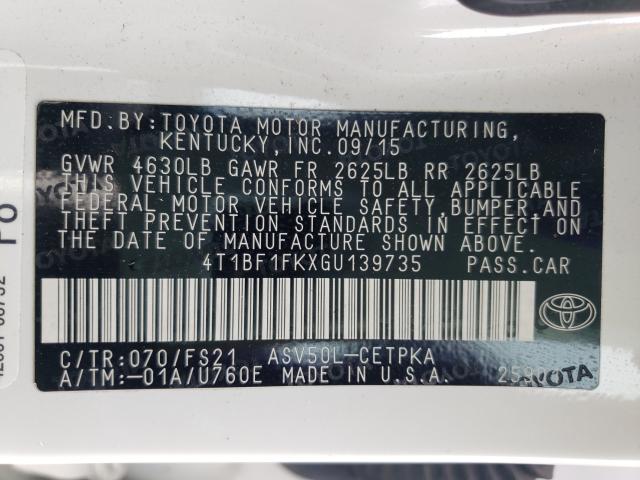 MFD.BY:TOYOTA MOTOR MANUFACTURING,
KENTUCKY,INC.09/15
GVWR 4630LB GAWR FR 2625LB RR 2625LB
THIS VEHICLE CONFORMS TO ALL APPLICABLE
FEDERAL MOTOR VEHICLE SAFETY,BUMPER,AND
THEFT PREVENTION STANDARDS IN EFFECT ON
THE DATE OF MANUFACTURE SHOWN ABOVE.
4T1BF1FKXGU139735 PASS.CAR
C/TR:070/FS21 ASV50L-CETPKA
A/TM:-01A/U760E MADE IN U.S.A.
TOYOTA